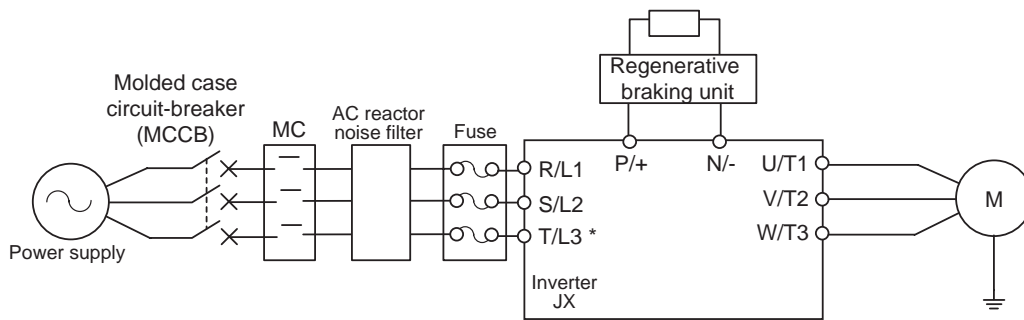 Regenerative
braking unit
Molded case
circuit-breaker
(MCCB)
MC
AC reactor
noise filter
Fuse
R/L1
S/L2
T/L3 *
P/+
N/-
U/T1
V/T2
W/T3
M
Power supply
Inverter
JX